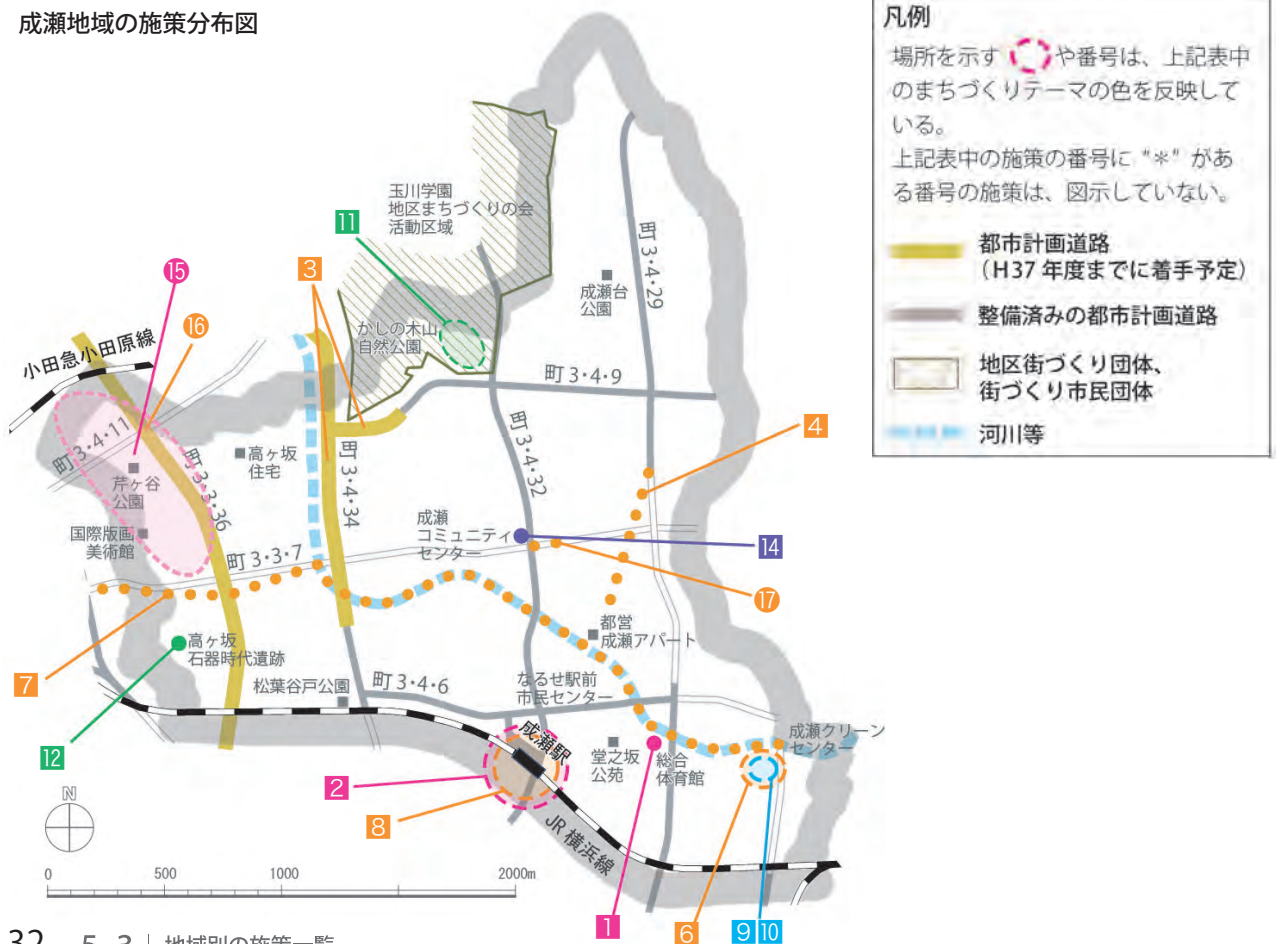 成瀬地域の施策分布図
凡例
場所を示す や番号は、上記表中
のまちづくりテーマの色を反映して
いる。
上記表中の施策の番号に “*” があ
る番号の施策は、図示していない。
都市計画道路
(H37 年度までに着手予定)
整備済みの都市計画道路
地区街づくり団体、
街づくり市民団体
河川等
玉川学園
地区まちづくりの会
活動区域
11
3
15
16
成瀬台
公園
町 3・4・29
かしの木山
自然公園
小田急小田原線
町 3・4・9
町 3・4・11
高ヶ坂
住宅
町 3・4・34
町 3・4・32
4
芹ヶ谷
公園
町 3・3・36
国際版画
美術館
成瀬
コミュニティ
センター
14
町 3・3・7
17
都営
成瀬アパート
高ヶ坂
石器時代遺跡
7
松葉谷戸公園
町 3・4・6
なるせ駅前
市民センター
成瀬駅
成瀬クリーン
センター
堂之坂
公苑
総合
体育館
12
2
8
N
JR 横浜線
0 500 1000 2000m
1
6
9 10
32 5–3 | 地域別の施策一覧